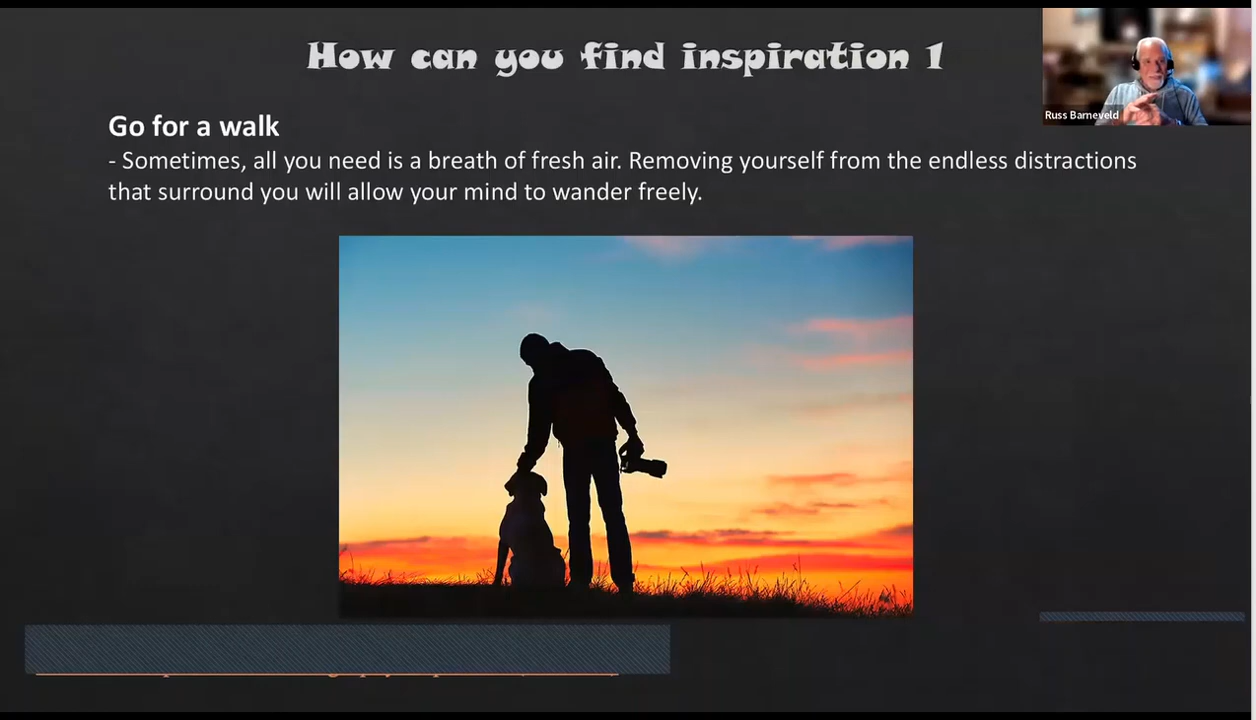 How can you find inspiration 1
Russ Barneveld
Go for a walk
- Sometimes, all you need is a breath of fresh air. Removing yourself from the endless distractions
that surround you will allow your mind to wander freely.